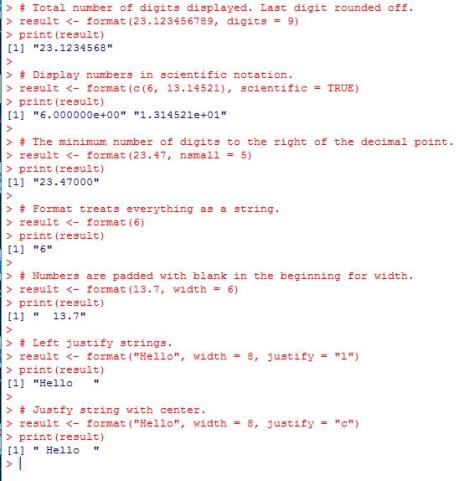 > # Total number of digits displayed. Last digit rounded off.
> result <- format(23.123456789, digits = 9)
> print(result)
[1] "23.1234568"
>
> # Display numbers in scientific notation.
> result <- format(c(6, 13.14521), scientific = TRUE)
> print(result)
[1] "6.000000e+00" "1.314521e+01"
>
> # The minimum number of digits to the right of the decimal point.
> result <- format(23.47, nsmall = 5)
> print(result)
[1] "23.47000"
>
> # Format treats everything as a string.
> result <- format(6)
> print(result)
[1] "6"
>
> # Numbers are padded with blank in the beginning for width.
> result <- format(13.7, width = 6)
> print(result)
[1] "  13.7"
>
> # Left justify strings.
> result <- format("Hello", width = 8, justify = "l")
> print(result)
[1] "Hello   "
>
> # Justfy string with center.
> result <- format("Hello", width = 8, justify = "c")
> print(result)
[1] " Hello  "
>